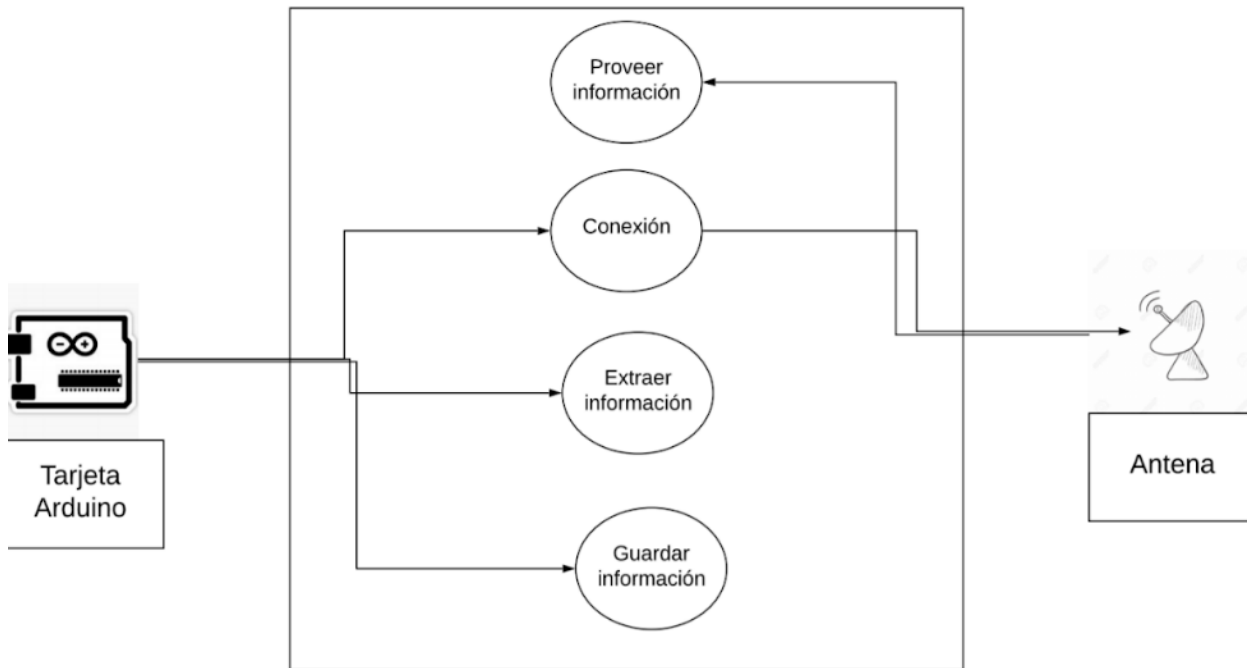 Proveer
información
Conexión
Extraer
información
Guardar
información
Tarjeta
Arduino
Antena